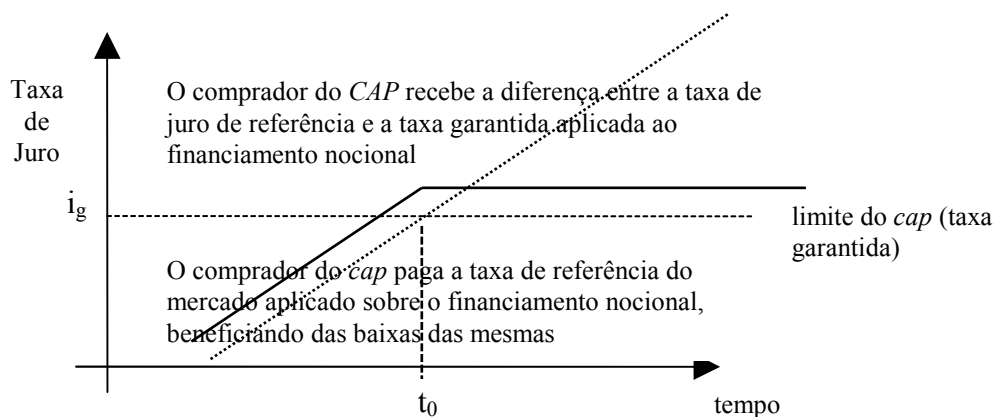 Taxa
de
Juro
O comprador do CAP recebe a diferença entre a taxa de
juro de referência e a taxa garantida aplicada ao
financiamento nocional
i_g
limite do cap (taxa
garantida)
O comprador do cap paga a taxa de referência do
mercado aplicado sobre o financiamento nocional,
beneficiando das baixas das mesmas
t_0
tempo